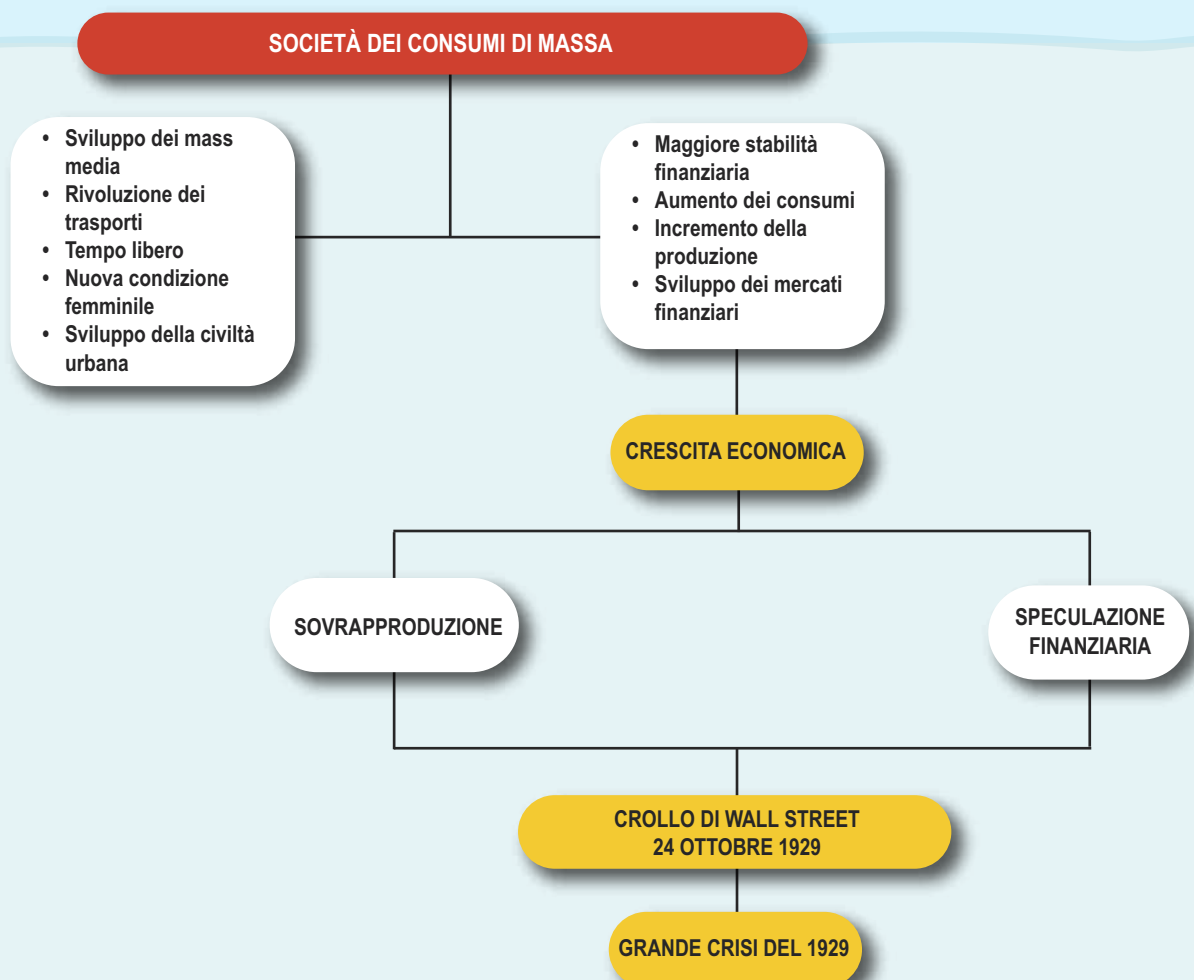 SOCIETÀ DEI CONSUMI DI MASSA
• Sviluppo dei mass
media
• Rivoluzione dei
trasporti
• Tempo libero
• Nuova condizione
femminile
• Sviluppo della civiltà
urbana
• Maggiore stabilità
finanziaria
• Aumento dei consumi
• Incremento della
produzione
• Sviluppo dei mercati
finanziari
CRESCITA ECONOMICA
SOVRAPPRODUZIONE
SPECULAZIONE
FINANZIARIA
CROLLO DI WALL STREET
24 OTTOBRE 1929
GRANDE CRISI DEL 1929